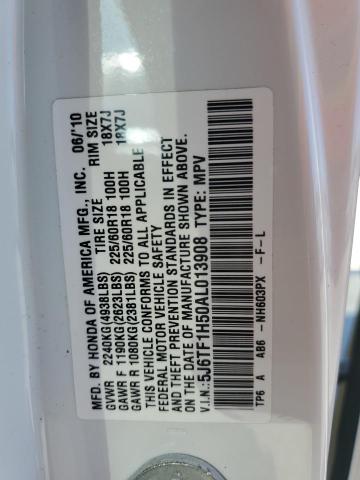 MFD. BY HONDA OF AMERICA MFG., INC. 06/'10
TIRE SIZE RIM SIZE
GVWR 2240KG(4938LBS)
GAWR F 1190KG(2623LBS) 225/60R18 100H 18X7J
GAWR R 1080KG(2381LBS) 225/60R18 100H 18X7J
THIS VEHICLE CONFORMS TO ALL APPLICABLE
FEDERAL MOTOR VEHICLE SAFETY
AND THEFT PREVENTION STANDARDS IN EFFECT
ON THE DATE OF MANUFACTURE SHOWN ABOVE.
V.I.N.: 5J6TF1H50AL013908 TYPE: MPV
TP6 A AB6 -NH603PX -F-L